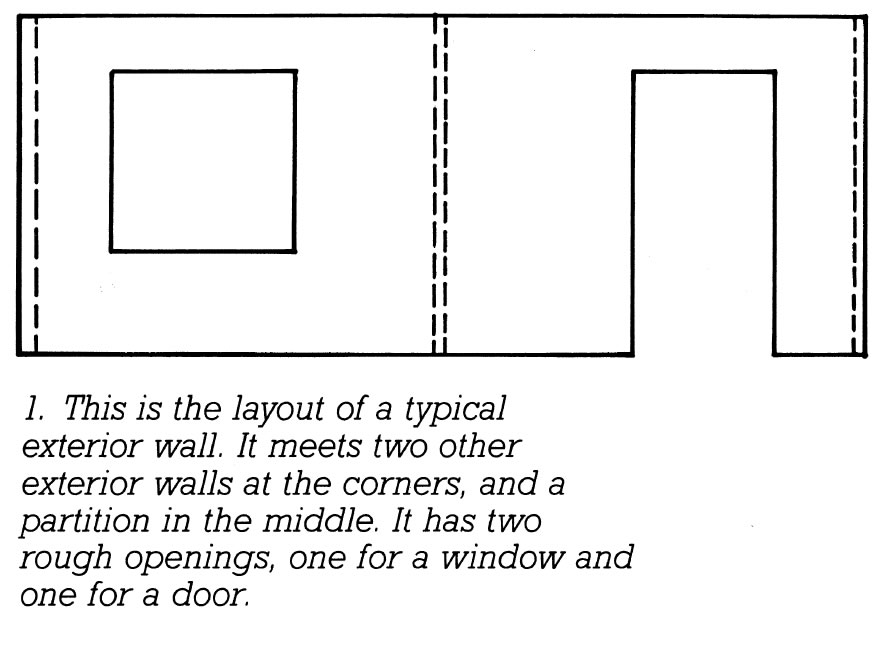 1. This is the layout of a typical
exterior wall. It meets two other
exterior walls at the corners, and a
partition in the middle. It has two
rough openings, one for a window and
one for a door.